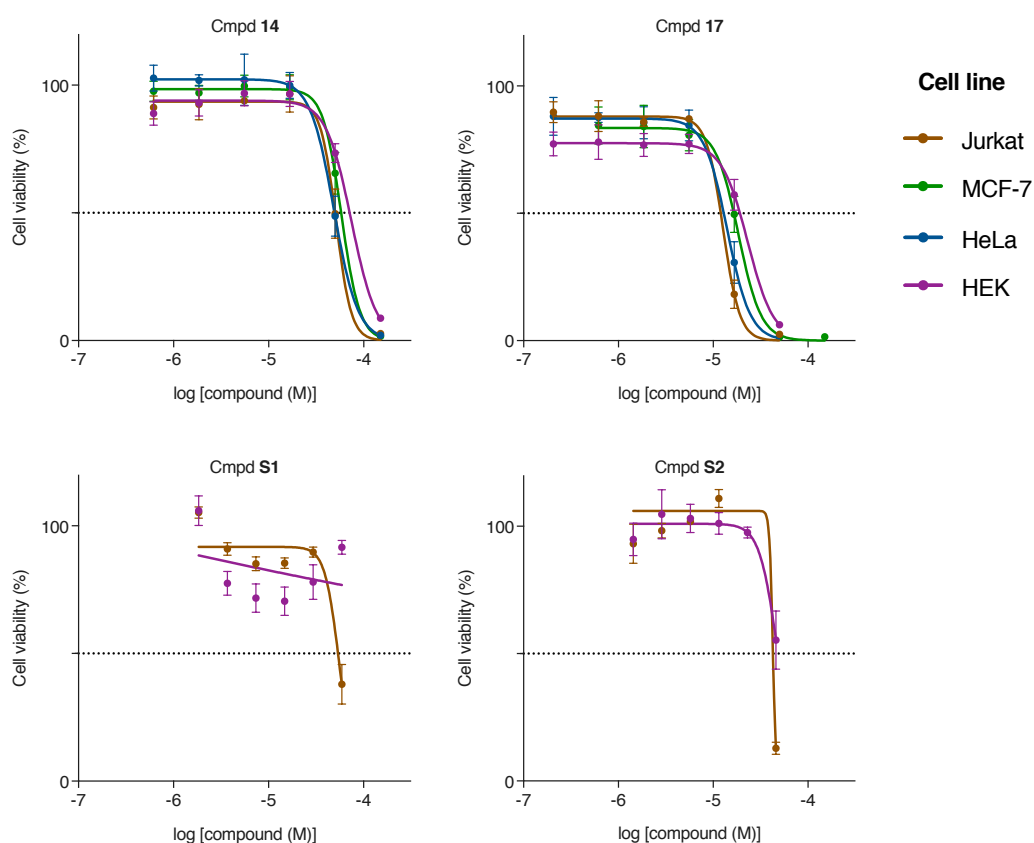 Cmpd 14
100
0
-7
-6
-5
-4
Cell viability (%)
log [compound (M)]
Cmpd 17
100
0
-7
-6
-5
-4
Cell viability (%)
log [compound (M)]
Cell line
Jurkat
MCF-7
HeLa
HEK
Cmpd S1
100
0
-7
-6
-5
-4
Cell viability (%)
log [compound (M)]
Cmpd S2
100
0
-7
-6
-5
-4
Cell viability (%)
log [compound (M)]